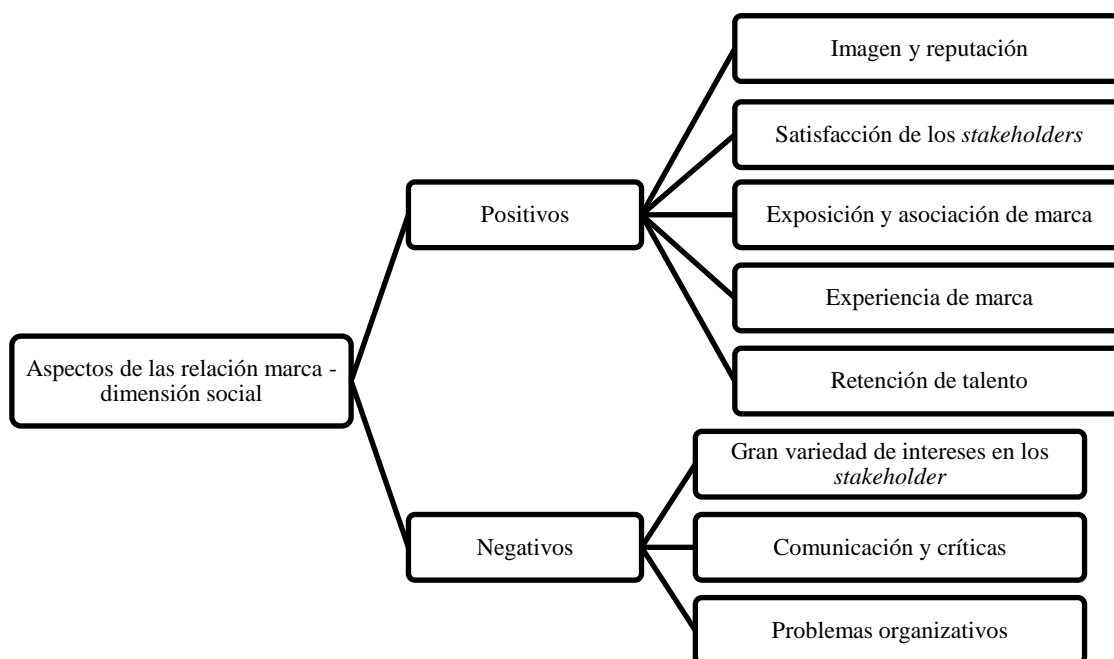 Aspectos de las relación marca -
dimensión social
Positivos
Imagen y reputación
Satisfacción de los stakeholders
Exposición y asociación de marca
Experiencia de marca
Retención de talento
Negativos
Gran variedad de intereses en los
stakeholder
Comunicación y críticas
Problemas organizativos